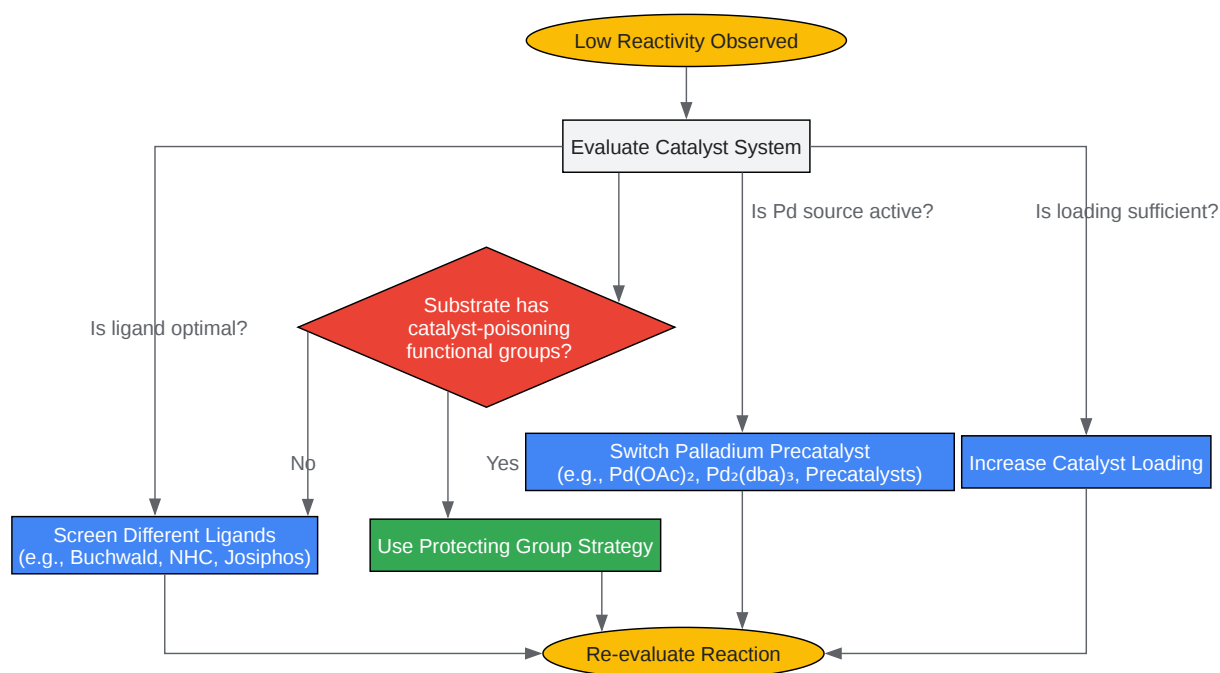 Low Reactivity Observed
Evaluate Catalyst System
Is Pd source active?
Is loading sufficient?
Substrate has
catalyst-poisoning
functional groups?
Is ligand optimal?
No
Yes
Switch Palladium Precatalyst
(e.g., Pd(OAc)₂, Pd₂(dba)₃, Precatalysts)
Increase Catalyst Loading
Screen Different Ligands
(e.g., Buchwald, NHC, Josiphos)
Use Protecting Group Strategy
Re-evaluate Reaction